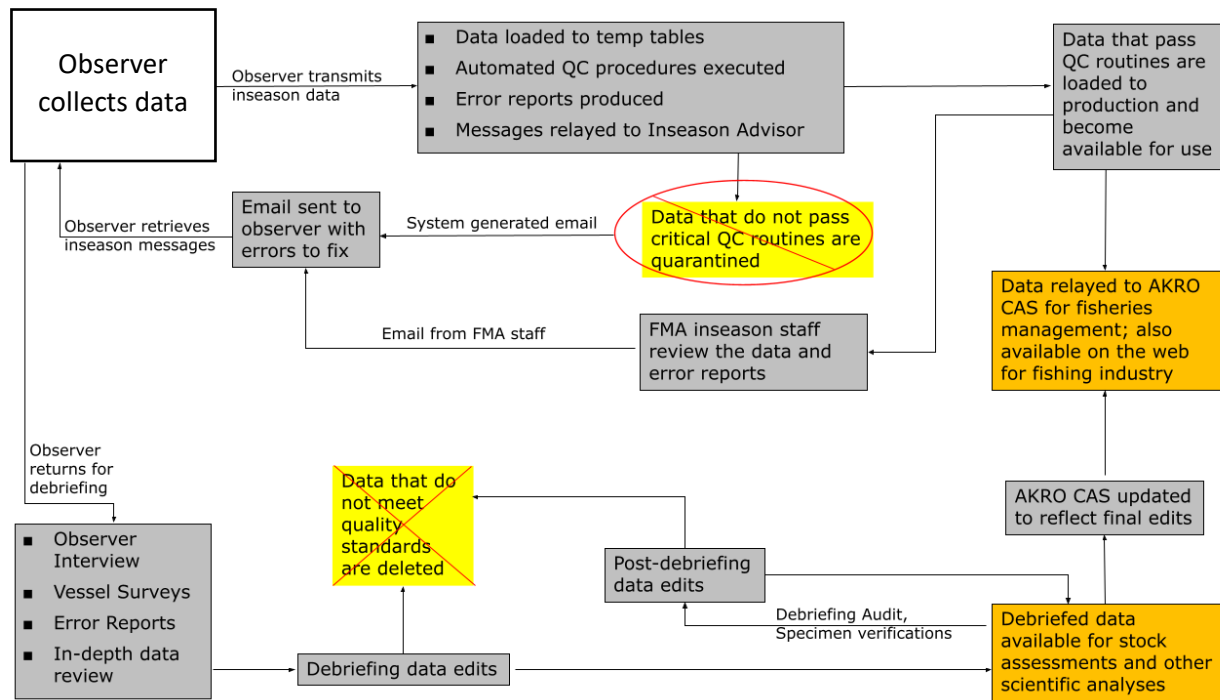 Observer
collects data
Observer transmits
inseason data
▪ Data loaded to temp tables
▪ Automated QC procedures executed
▪ Error reports produced
▪ Messages relayed to Inseason Advisor
Data that pass
QC routines are
loaded to
production and
become
available for use
Observer retrieves
inseason messages
Email sent to
observer with
errors to fix
System generated email
Data that do not pass
critical QC routines are
quarantined
Email from FMA staff
FMA inseason staff
review the data and
error reports
Data relayed to AKRO
CAS for fisheries
management; also
available on the web
for fishing industry
Observer
returns for
debriefing
Data that do
not meet
quality
standards
are deleted
AKRO CAS updated
to reflect final edits
▪ Observer
Interview
▪ Vessel Surveys
▪ Error Reports
▪ In-depth data
review
Post-debriefing
data edits
Debriefing Audit,
Specimen verifications
Debriefing data edits
Debriefed data
available for stock
assessments and other
scientific analyses